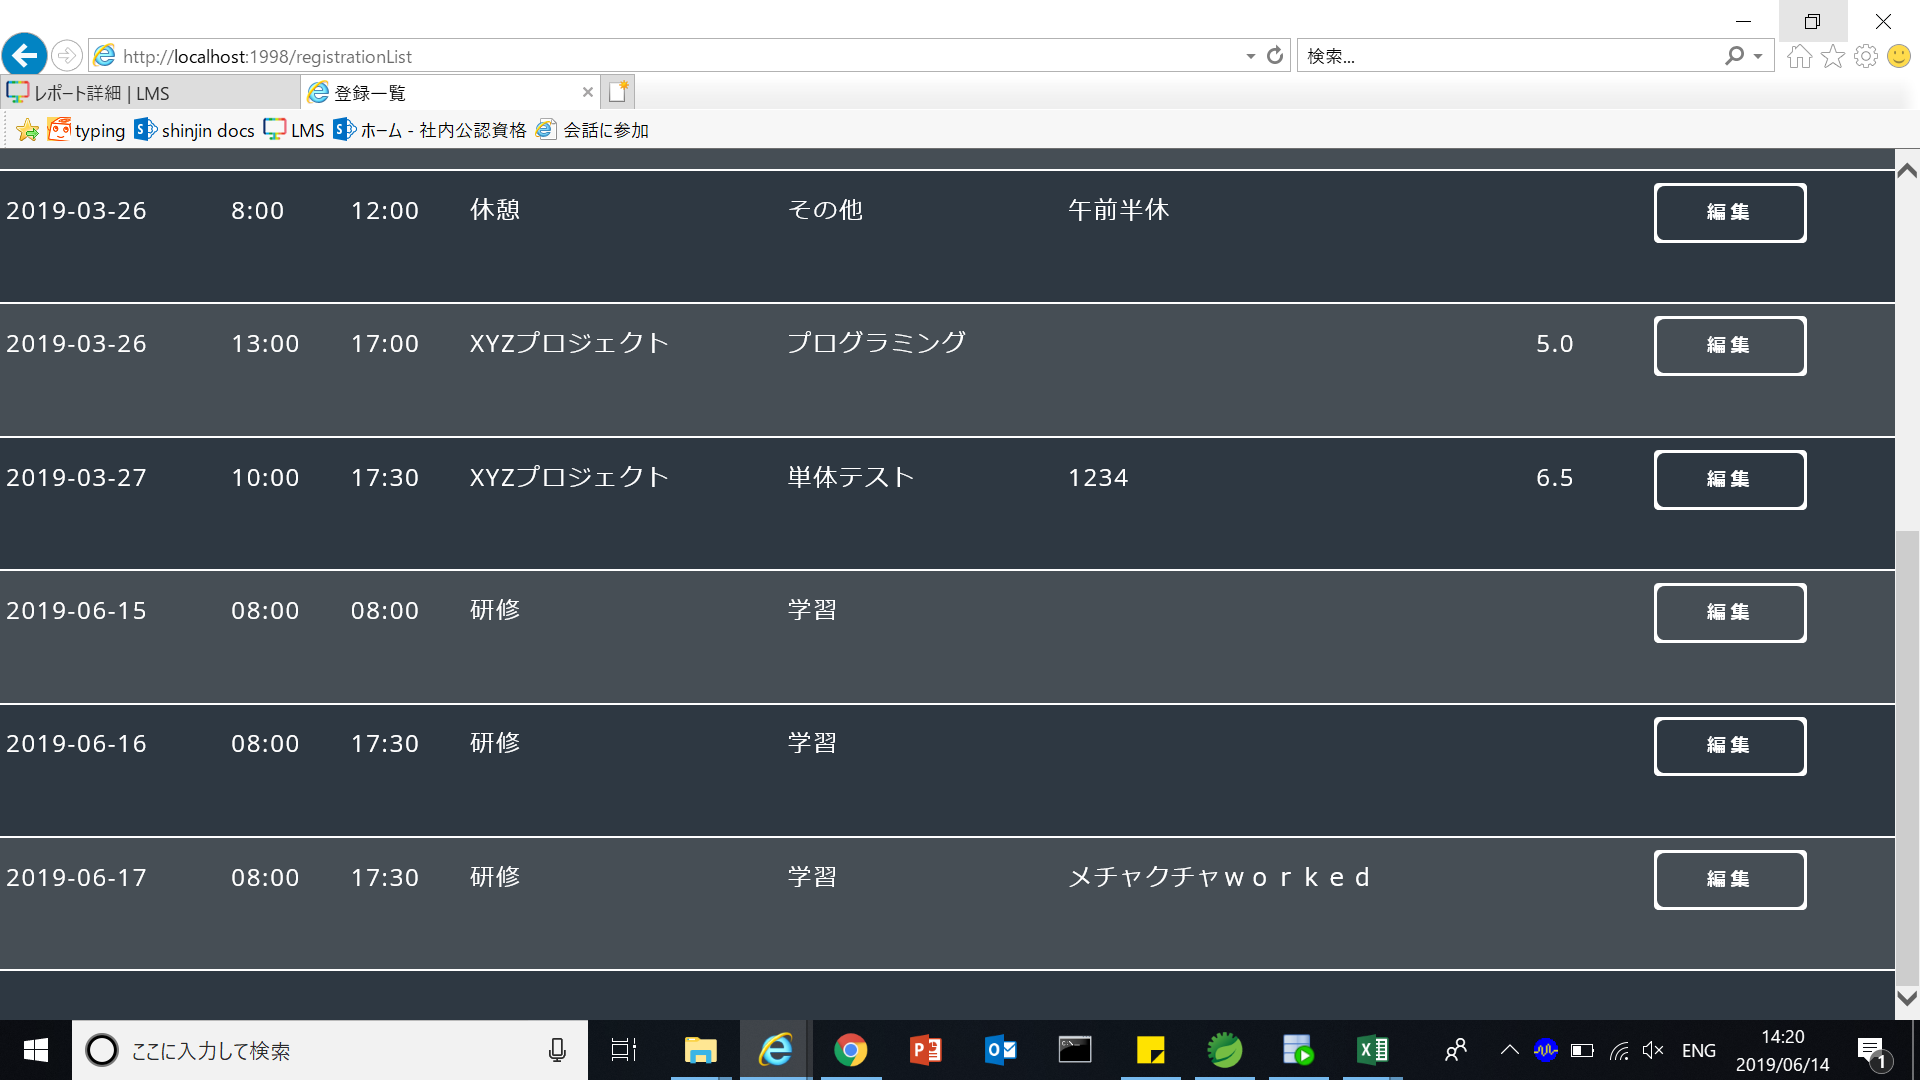 http://localhost:1998/registrationList
検索...
レポート詳細 | LMS
登録一覧
typing
shinjin docs
LMS
ホーム - 社内公認資格
会話に参加
2019-03-26 8:00 12:00 休憩 その他 午前半休 編集
2019-03-26 13:00 17:00 XYZプロジェクト プログラミング 5.0 編集
2019-03-27 10:00 17:30 XYZプロジェクト 単体テスト 1234 6.5 編集
2019-06-15 08:00 08:00 研修 学習 編集
2019-06-16 08:00 17:30 研修 学習 編集
2019-06-17 08:00 17:30 研修 学習 メチャクチャｗｏｒｋｅｄ 編集
ここに入力して検索
ENG
14:20
2019/06/14
1